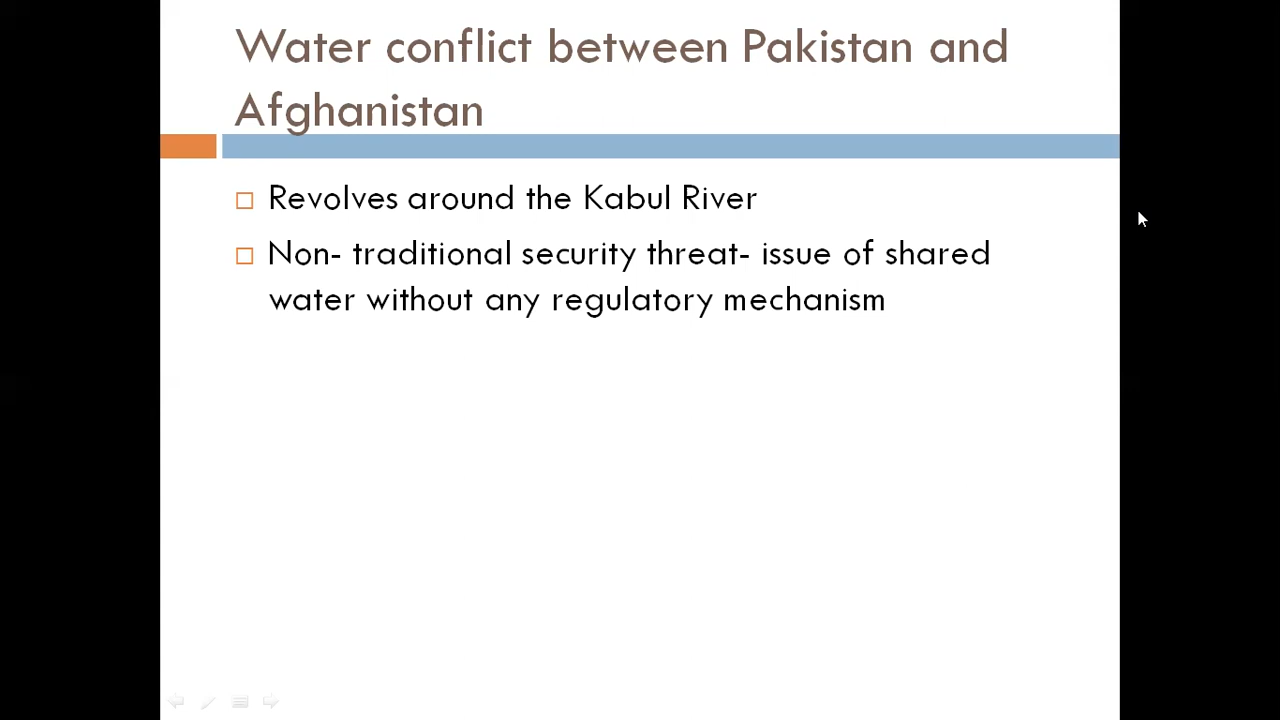 Water conflict between Pakistan and
Afghanistan
Revolves around the Kabul River
Non- traditional security threat- issue of shared
water without any regulatory mechanism